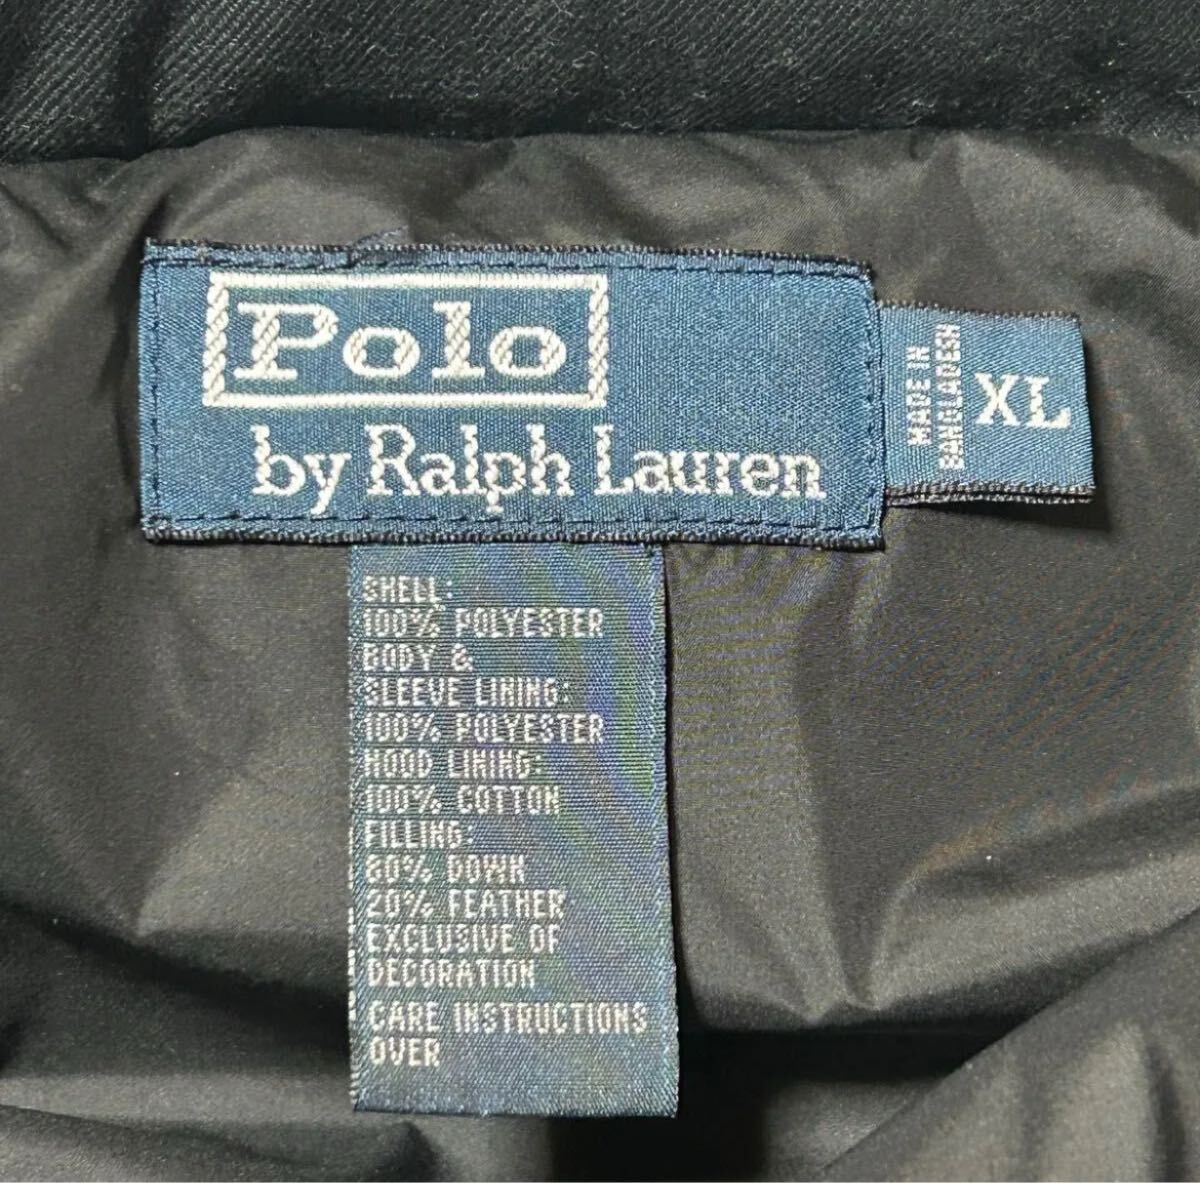 Polo
by Ralph Lauren
MADE IN
BANGLADESH
XL
SHELL:
100% POLYESTER
BODY &
SLEEVE LINING:
100% POLYESTER
HOOD LINING:
100% COTTON
FILLING:
80% DOWN
20% FEATHER
EXCLUSIVE OF
DECORATION
CARE INSTRUCTIONS
OVER